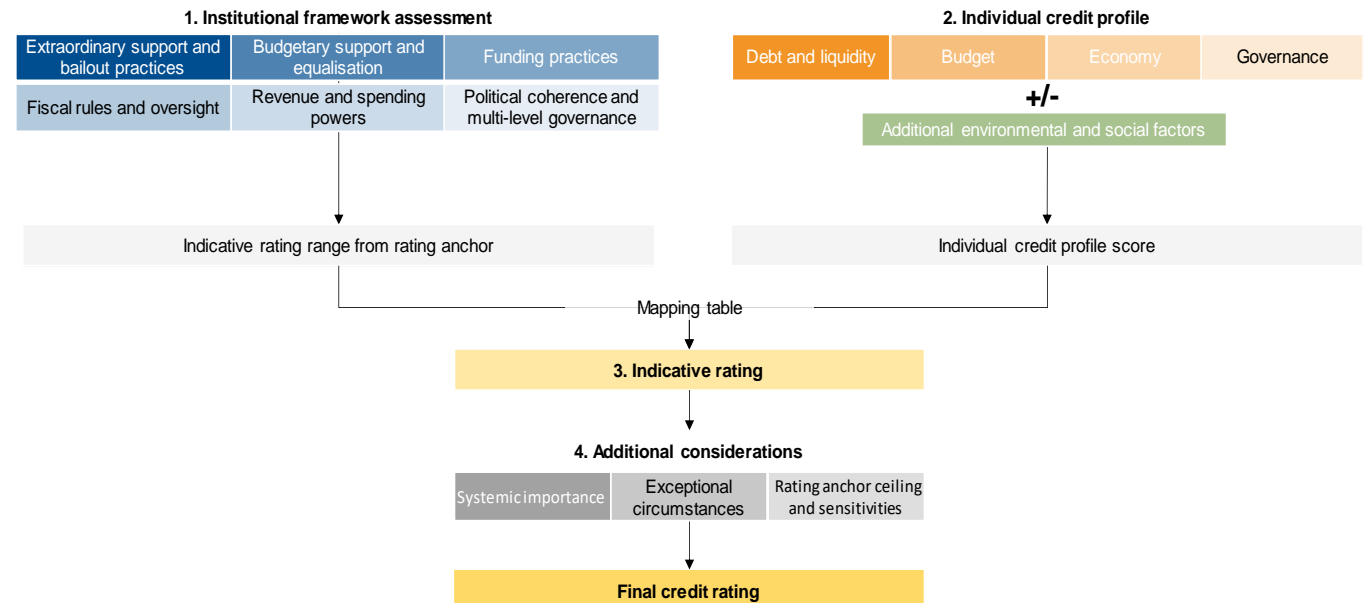 1. Institutional framework assessment
Extraordinary support and
bailout practices
Budgetary support and
equalisation
Funding practices
Fiscal rules and oversight
Revenue and spending
powers
Political coherence and
multi-level governance
Indicative rating range from rating anchor
2. Individual credit profile
Debt and liquidity
Budget
Economy
Governance
+/-
Additional environmental and social factors
Individual credit profile score
Mapping table
3. Indicative rating
4. Additional considerations
Systemic importance
Exceptional
circumstances
Rating anchor ceiling
and sensitivities
Final credit rating